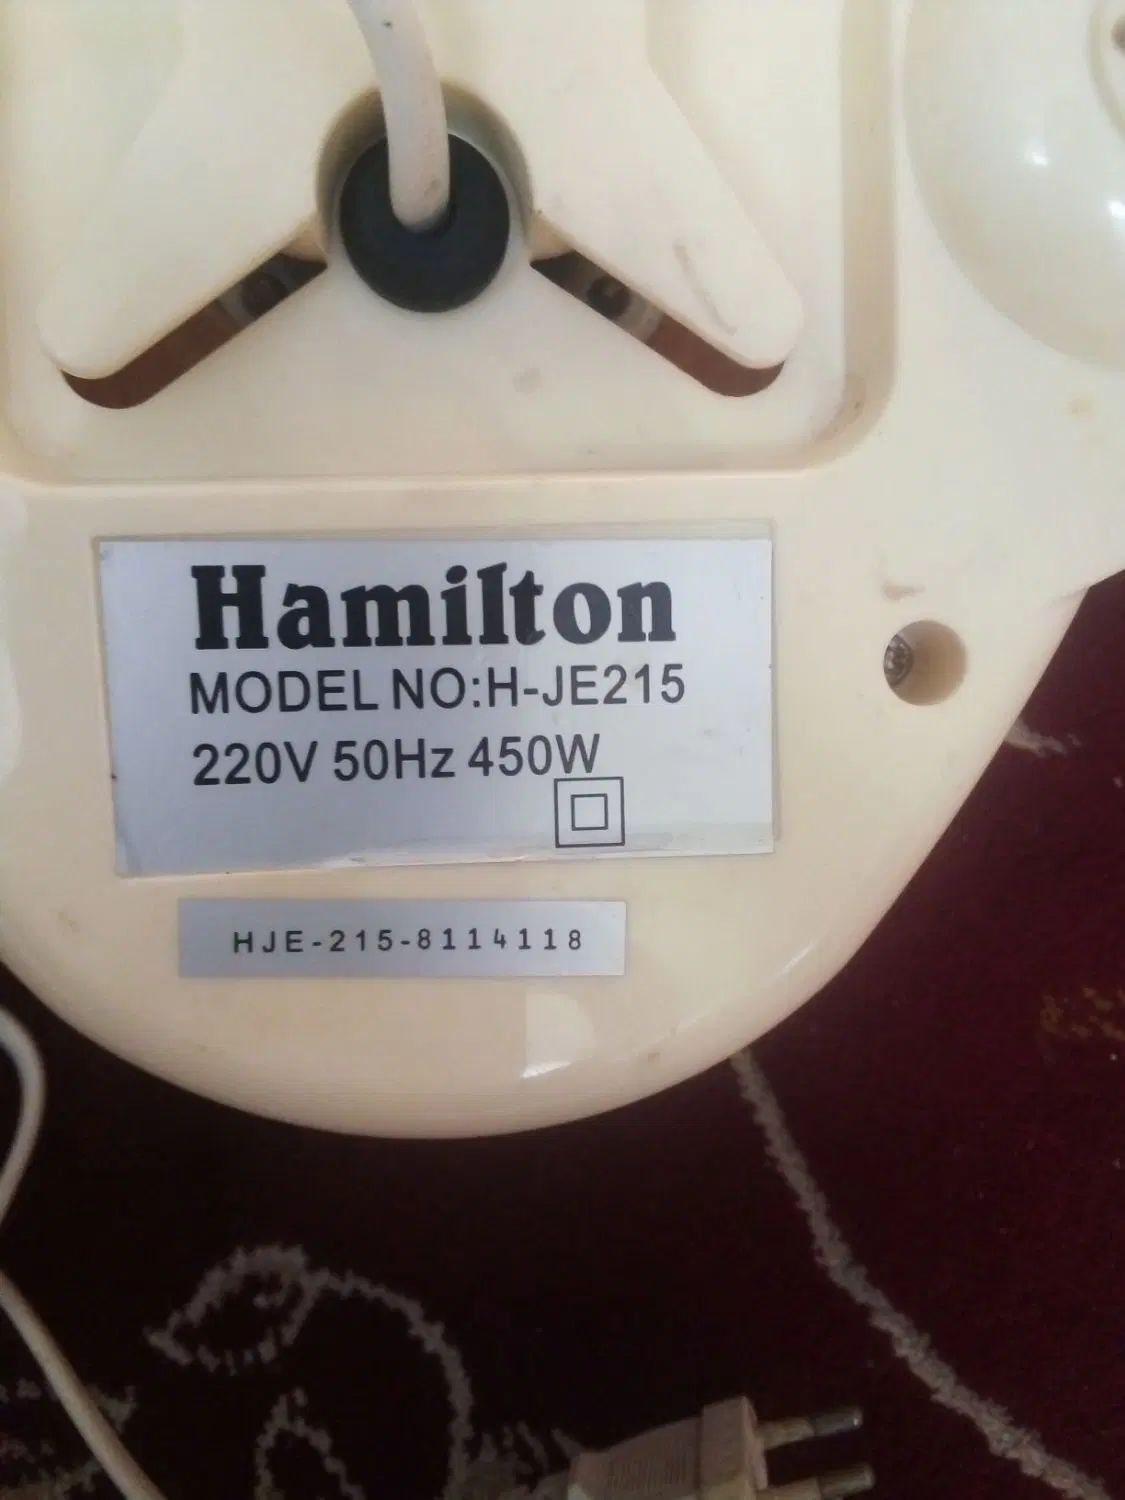 Hamilton
MODEL NO:H-JE215
220V 50Hz 450W
HJE-215-8114118